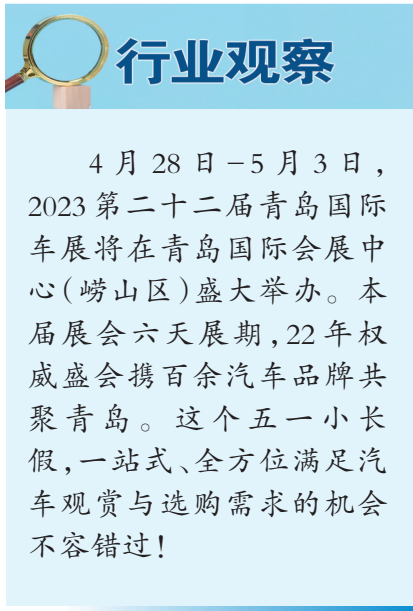 行业观察
4月28日-5月3日,
2023第二十二届青岛国际
车展将在青岛国际会展中
心(崂山区)盛大举办。本
届展会六天展期,22年权
威盛会携百余汽车品牌共
聚青岛。这个五一小长
假,一站式、全方位满足汽
车观赏与选购需求的机会
不容错过!